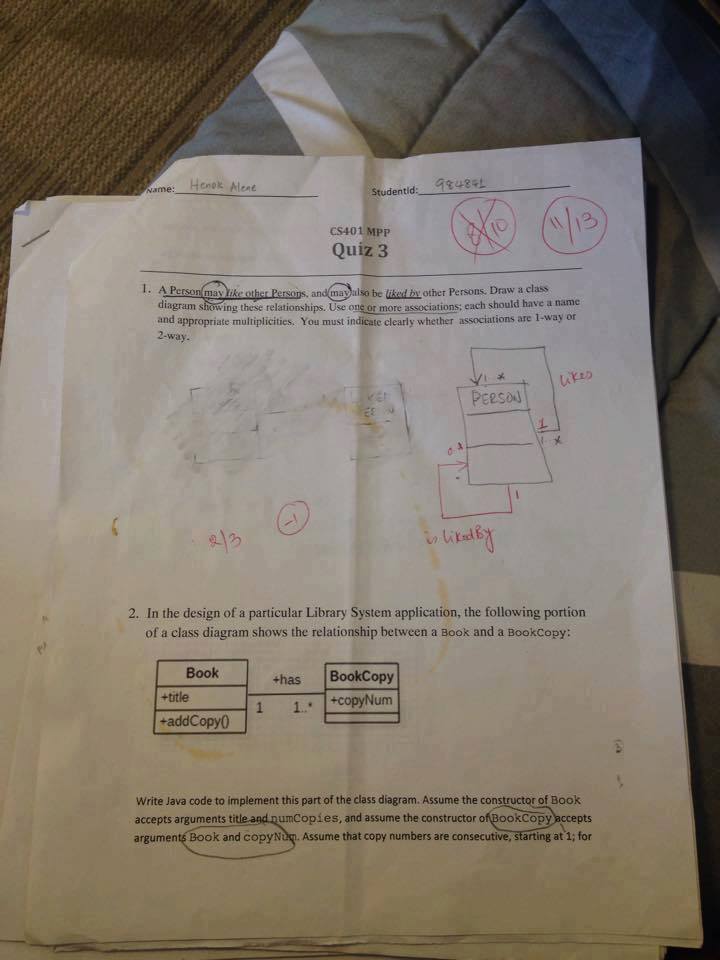 Name: Henok Alene
StudentId: 984841
CS401 MPP
8/10
11/13
Quiz 3
1. A Person may like other Persons, and may also be liked by other Persons. Draw a class
diagram showing these relationships. Use one or more associations; each should have a name
and appropriate multiplicities. You must indicate clearly whether associations are 1-way or
2-way.
1..*
likes
PERSON
1
1..*
0..*
1
is likedBy
2/3
-1
2. In the design of a particular Library System application, the following portion
of a class diagram shows the relationship between a Book and a BookCopy:
Book
+has
BookCopy
+title
+copyNum
1
1..*
+addCopy()
Write Java code to implement this part of the class diagram. Assume the constructor of Book
accepts arguments title and numCopies, and assume the constructor of BookCopy accepts
arguments Book and copyNum. Assume that copy numbers are consecutive, starting at 1; for